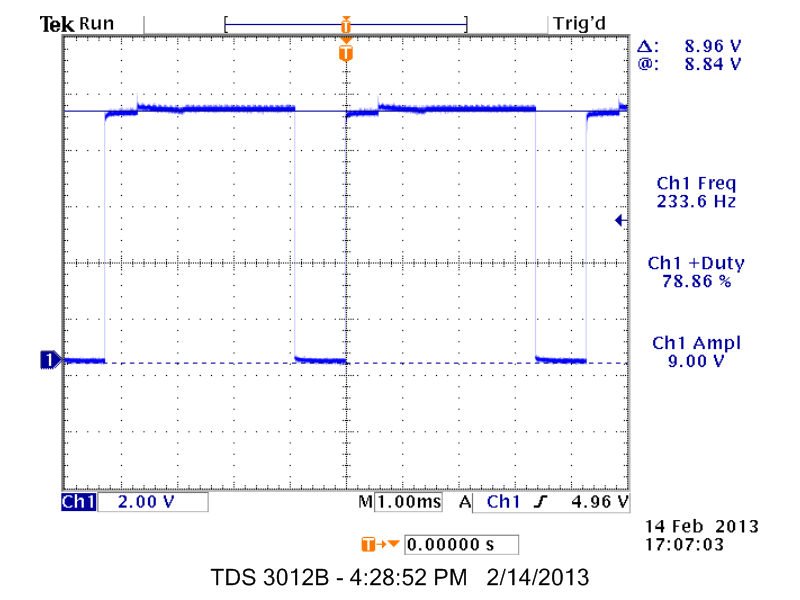 Tek Run Trig'd
T
T
Δ: 8.96 V
@: 8.84 V
Ch1 Freq
233.6 Hz
Ch1 +Duty
78.86 %
Ch1 Ampl
9.00 V
1
Ch1 2.00 V M 1.00ms A Ch1 ʃ 4.96 V
T→▼ 0.00000 s
14 Feb 2013
17:07:03
TDS 3012B - 4:28:52 PM 2/14/2013